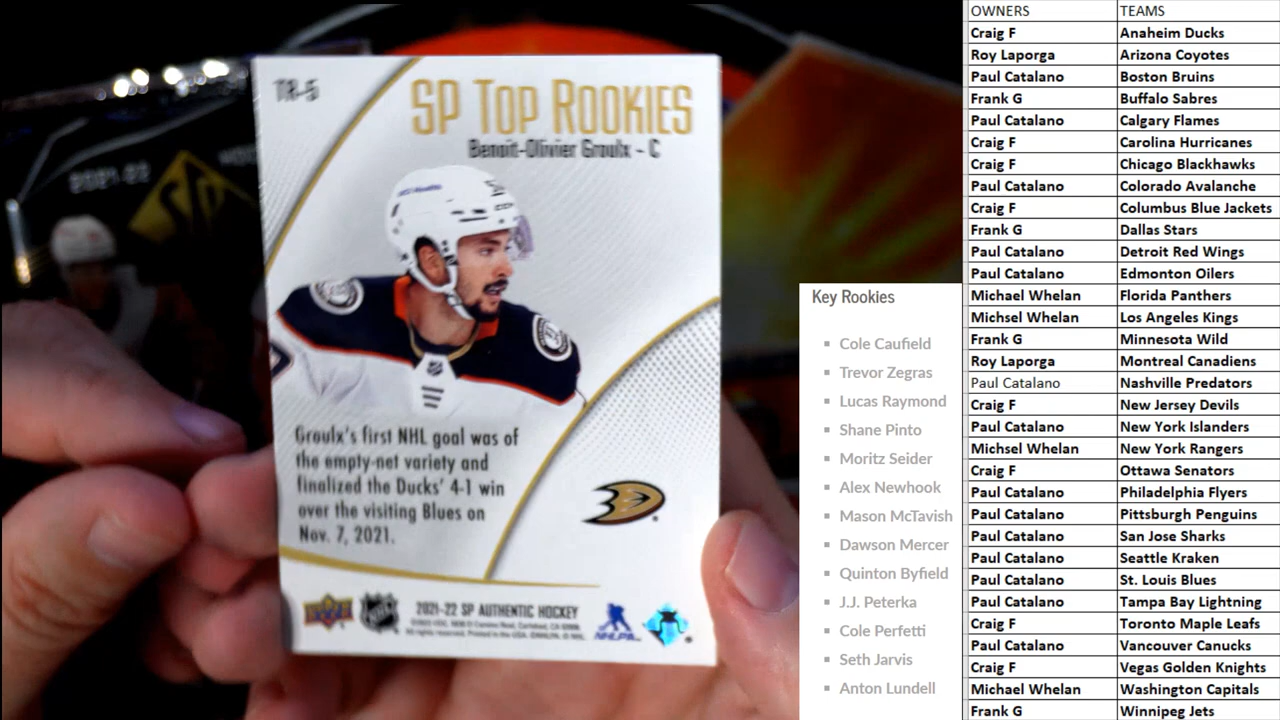 TR-5
SP TOP ROOKIES
Benoit-Olivier Groulx - C
Groulx's first NHL goal was of
the empty-net variety and
finalized the Ducks' 4-1 win
over the visiting Blues on
Nov. 7, 2021.
2021-22 SP AUTHENTIC HOCKEY
NHLPA
2021-22
Key Rookies
Cole Caufield
Trevor Zegras
Lucas Raymond
Shane Pinto
Moritz Seider
Alex Newhook
Mason McTavish
Dawson Mercer
Quinton Byfield
J.J. Peterka
Cole Perfetti
Seth Jarvis
Anton Lundell
OWNERS TEAMS
Craig F Anaheim Ducks
Roy Laporga Arizona Coyotes
Paul Catalano Boston Bruins
Frank G Buffalo Sabres
Paul Catalano Calgary Flames
Craig F Carolina Hurricanes
Craig F Chicago Blackhawks
Paul Catalano Colorado Avalanche
Craig F Columbus Blue Jackets
Frank G Dallas Stars
Paul Catalano Detroit Red Wings
Paul Catalano Edmonton Oilers
Michael Whelan Florida Panthers
Michsel Whelan Los Angeles Kings
Frank G Minnesota Wild
Roy Laporga Montreal Canadiens
Paul Catalano Nashville Predators
Craig F New Jersey Devils
Paul Catalano New York Islanders
Michsel Whelan New York Rangers
Craig F Ottawa Senators
Paul Catalano Philadelphia Flyers
Paul Catalano Pittsburgh Penguins
Paul Catalano San Jose Sharks
Paul Catalano Seattle Kraken
Paul Catalano St. Louis Blues
Paul Catalano Tampa Bay Lightning
Craig F Toronto Maple Leafs
Paul Catalano Vancouver Canucks
Craig F Vegas Golden Knights
Michael Whelan Washington Capitals
Frank G Winnipeg Jets